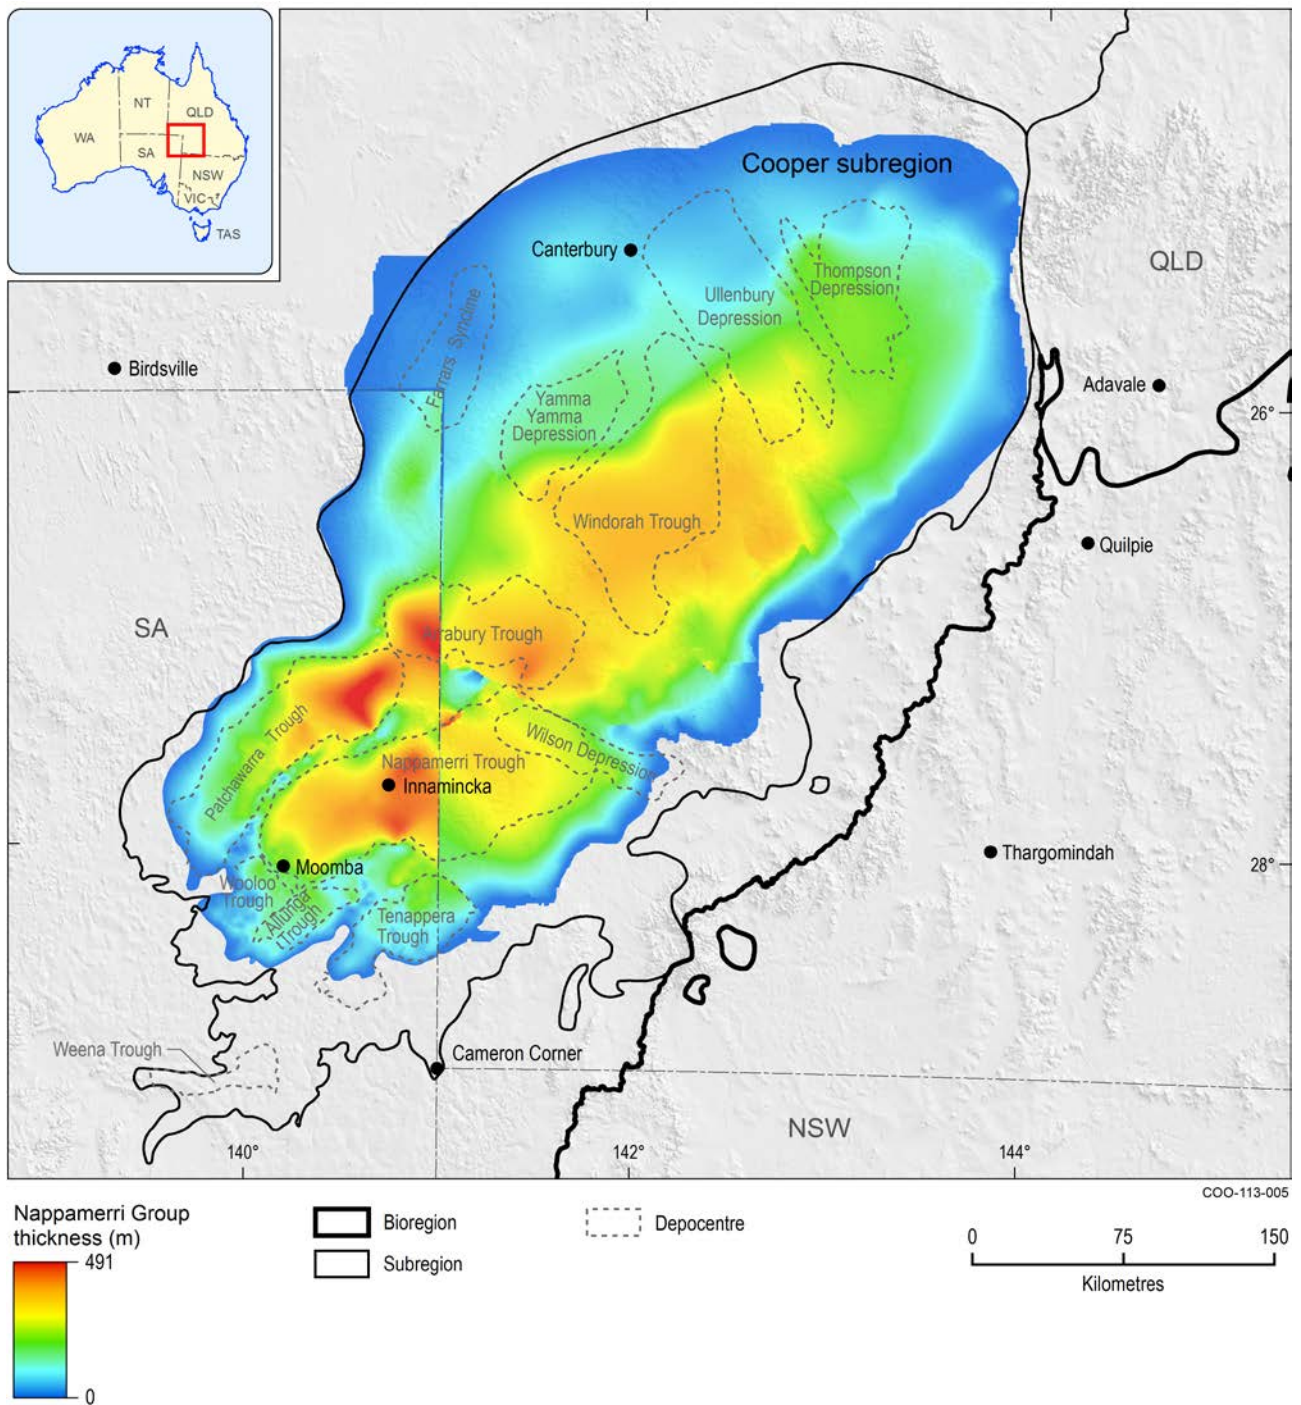 NT
QLD
WA
SA
NSW
VIC
TAS
Cooper subregion
Canterbury
QLD
Thompson
Depression
Ullenbury
Depression
Farrars Syncline
Birdsville
Adavale
26°
Yamma
Yamma
Depression
Windorah Trough
Quilpie
SA
Arrabury Trough
Patchawarra Trough
Wilson Depression
Nappamerri Trough
Innamincka
Moomba
Thargomindah
28°
Wooloo
Trough
Allunga
Trough
Tenappera
Trough
Weena Trough
Cameron Corner
NSW
140°
142°
144°
COO-113-005
Nappamerri Group
thickness (m)
491
0
Bioregion
Subregion
Depocentre
0
75
150
Kilometres